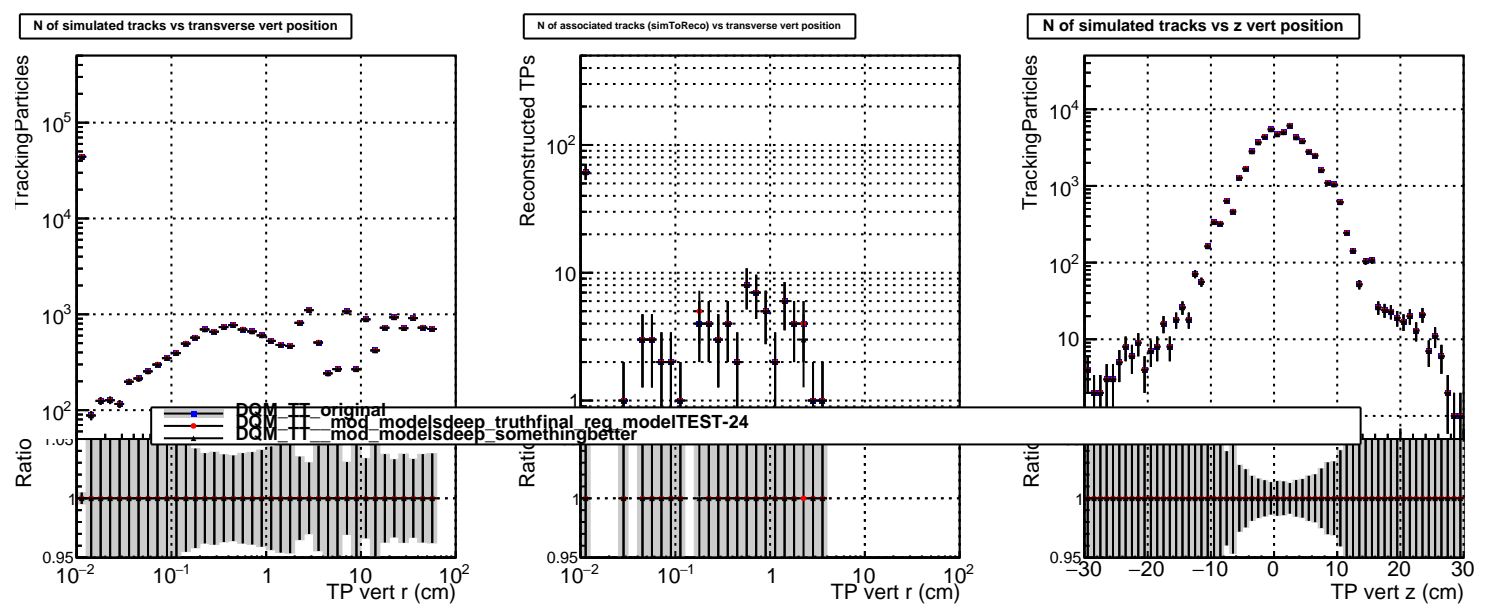 N of simulated tracks vs transverse vert position
N of associated tracks (simToReco) vs transverse vert position
N of simulated tracks vs z vert position
TrackingParticles
10^5
10^4
10^3
10^2
Reconstructed TPs
10^2
10
1
TrackingParticles
10^4
10^3
10^2
10
DQM_TT_original
DQM_TT__mod_modelsdeep_truthfinal_reg_modelTEST-24
DQM_TT__mod_modelsdeep_somethingbetter
Ratio
1
0.95
10^−2 10^−1 1 10 10^2
TP vert r (cm)
Ratio
1
0.95
10^−2 10^−1 1 10 10^2
TP vert r (cm)
Ratio
1
0.95
−30 −20 −10 0 10 20 30
TP vert z (cm)